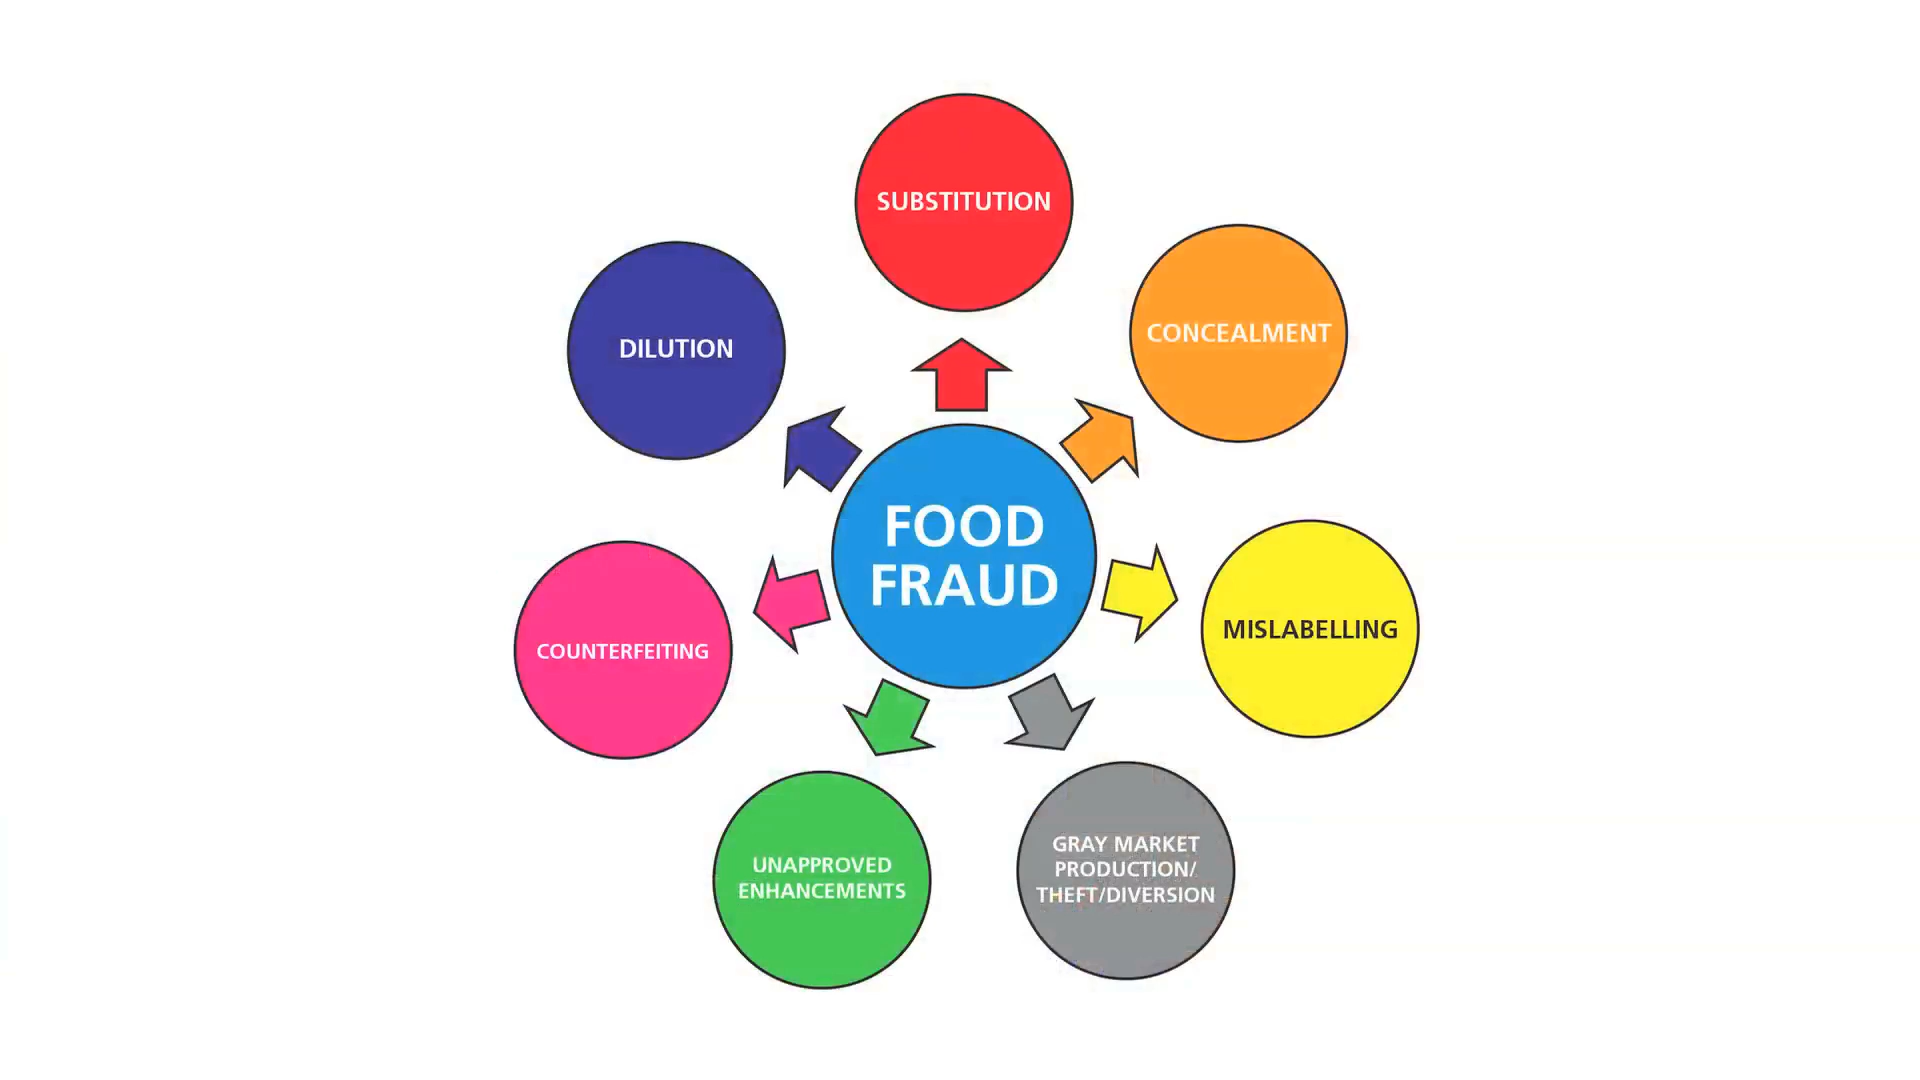 SUBSTITUTION
CONCEALMENT
DILUTION
FOOD
FRAUD
MISLABELLING
COUNTERFEITING
UNAPPROVED
ENHANCEMENTS
GRAY MARKET
PRODUCTION/
THEFT/DIVERSION